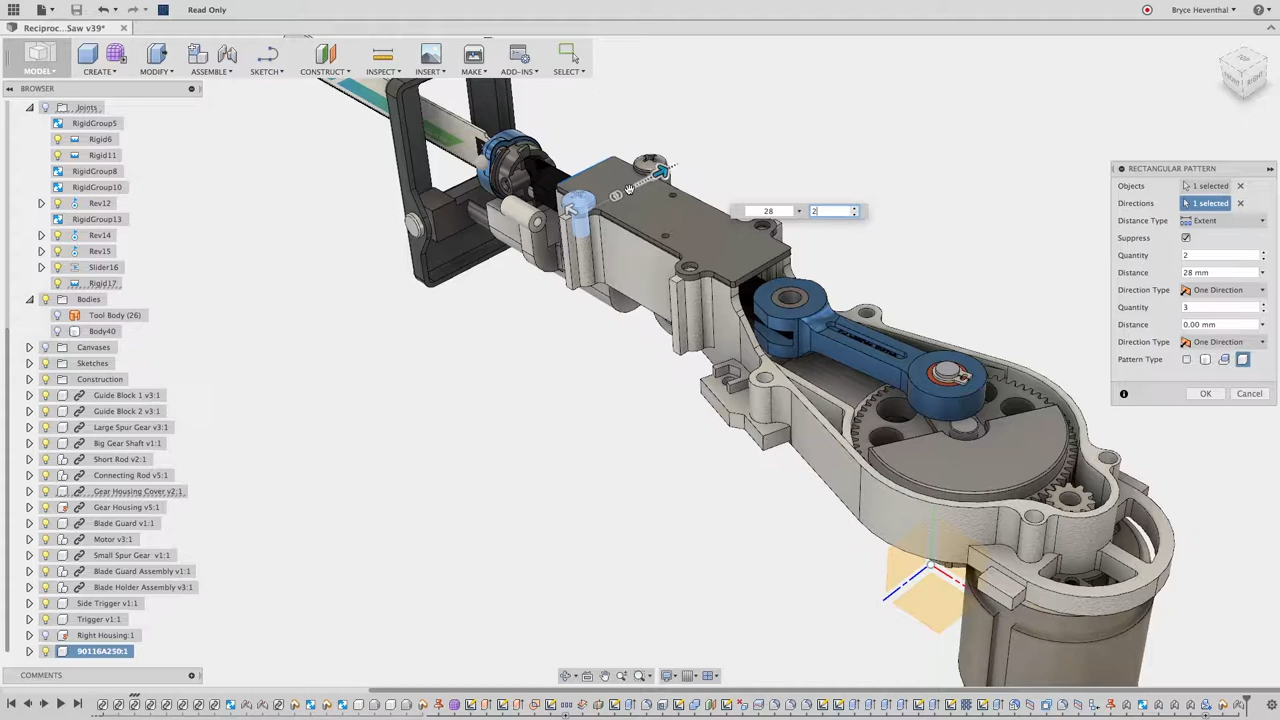 Read Only
Bryce Heventhal
Reciproc...Saw v39*
MODEL
CREATE
MODIFY
ASSEMBLE
SKETCH
CONSTRUCT
INSPECT
INSERT
MAKE
ADD-INS
SELECT
BROWSER
Joints
RigidGroup5
Rigid6
Rigid11
RigidGroup8
RigidGroup10
Rev12
RigidGroup13
Rev14
Rev15
Slider16
Rigid17
Bodies
Tool Body (26)
Body40
Canvases
Sketches
Construction
Guide Block 1 v3:1
Guide Block 2 v3:1
Large Spur Gear v3:1
Big Gear Shaft v1:1
Short Rod v2:1
Connecting Rod v5:1
Gear Housing Cover v2:1
Gear Housing v5:1
Blade Guard v1:1
Motor v3:1
Small Spur Gear v1:1
Blade Guard Assembly v1:1
Blade Holder Assembly v3:1
Side Trigger v1:1
Trigger v1:1
Right Housing:1
90116A250:1
COMMENTS
28
2
RIGHT
RECTANGULAR PATTERN
Objects 1 selected
Directions 1 selected
Distance Type Extent
Suppress
Quantity 2
Distance 28 mm
Direction Type One Direction
Quantity 3
Distance 0.00 mm
Direction Type One Direction
Pattern Type
OK Cancel